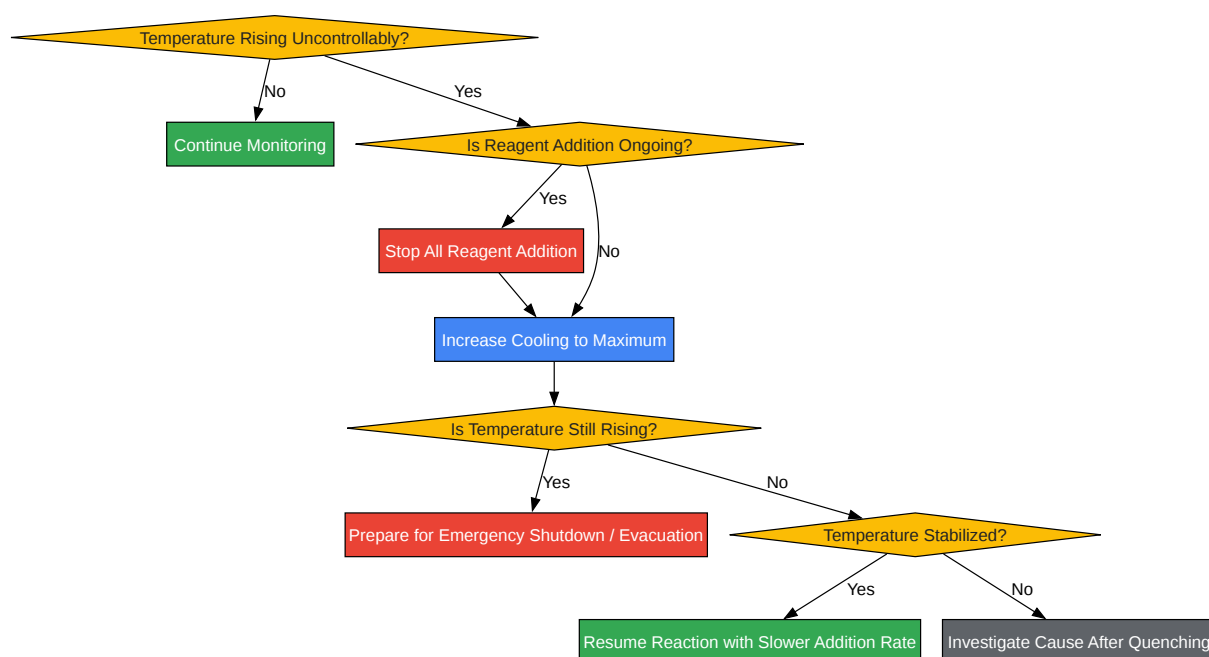 Temperature Rising Uncontrollably?
No
Yes
Continue Monitoring
Is Reagent Addition Ongoing?
Yes
Stop All Reagent Addition
No
Increase Cooling to Maximum
Is Temperature Still Rising?
Yes
No
Prepare for Emergency Shutdown / Evacuation
Temperature Stabilized?
Yes
No
Resume Reaction with Slower Addition Rate
Investigate Cause After Quenching